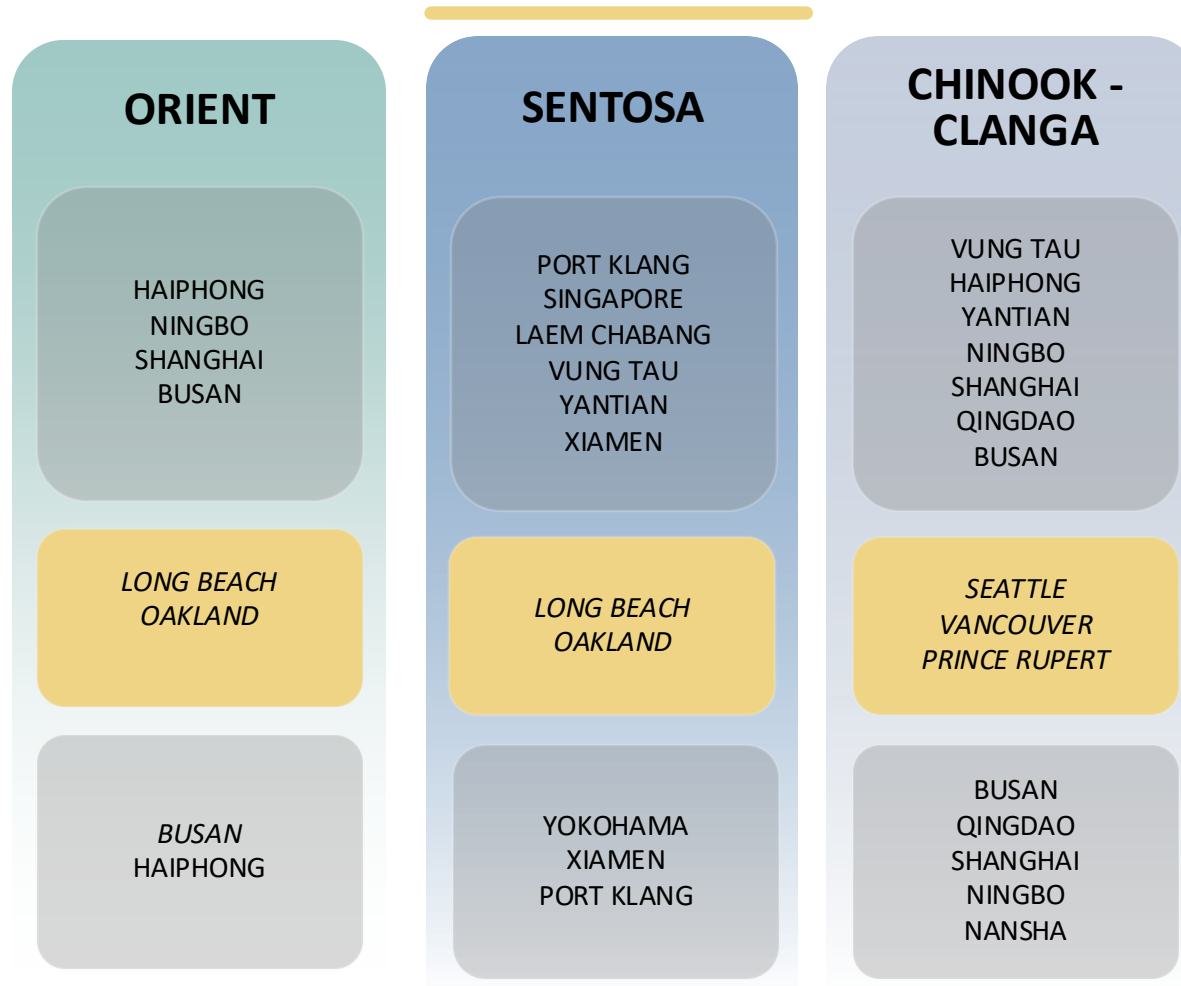 ORIENT
HAIPHONG
NINGBO
SHANGHAI
BUSAN
LONG BEACH
OAKLAND
BUSAN
HAIPHONG
SENTOSA
PORT KLANG
SINGAPORE
LAEM CHABANG
VUNG TAU
YANTIAN
XIAMEN
LONG BEACH
OAKLAND
YOKOHAMA
XIAMEN
PORT KLANG
CHINOOK -
CLANGA
VUNG TAU
HAIPHONG
YANTIAN
NINGBO
SHANGHAI
QINGDAO
BUSAN
SEATTLE
VANCOUVER
PRINCE RUPERT
BUSAN
QINGDAO
SHANGHAI
NINGBO
NANSHA